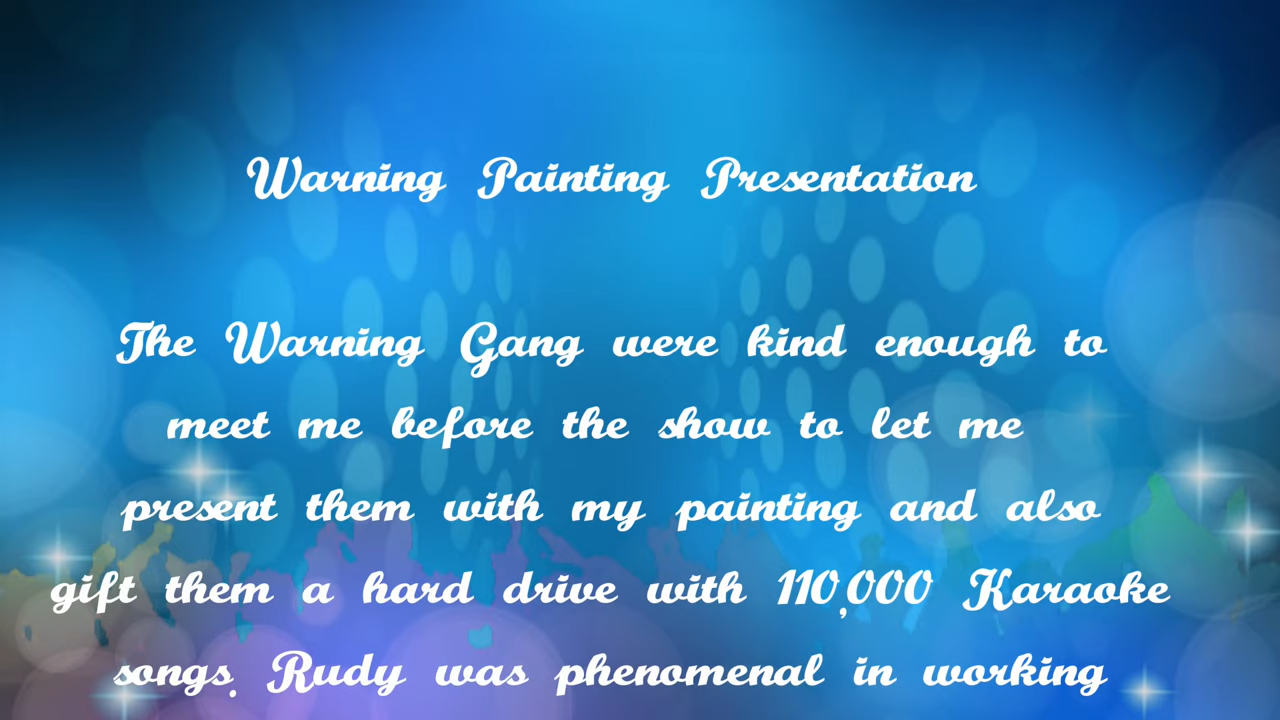 Warning Painting Presentation
The Warning Gang were kind enough to
meet me before the show to let me
present them with my painting and also
gift them a hard drive with 110,000 Karaoke
songs. Rudy was phenomenal in working